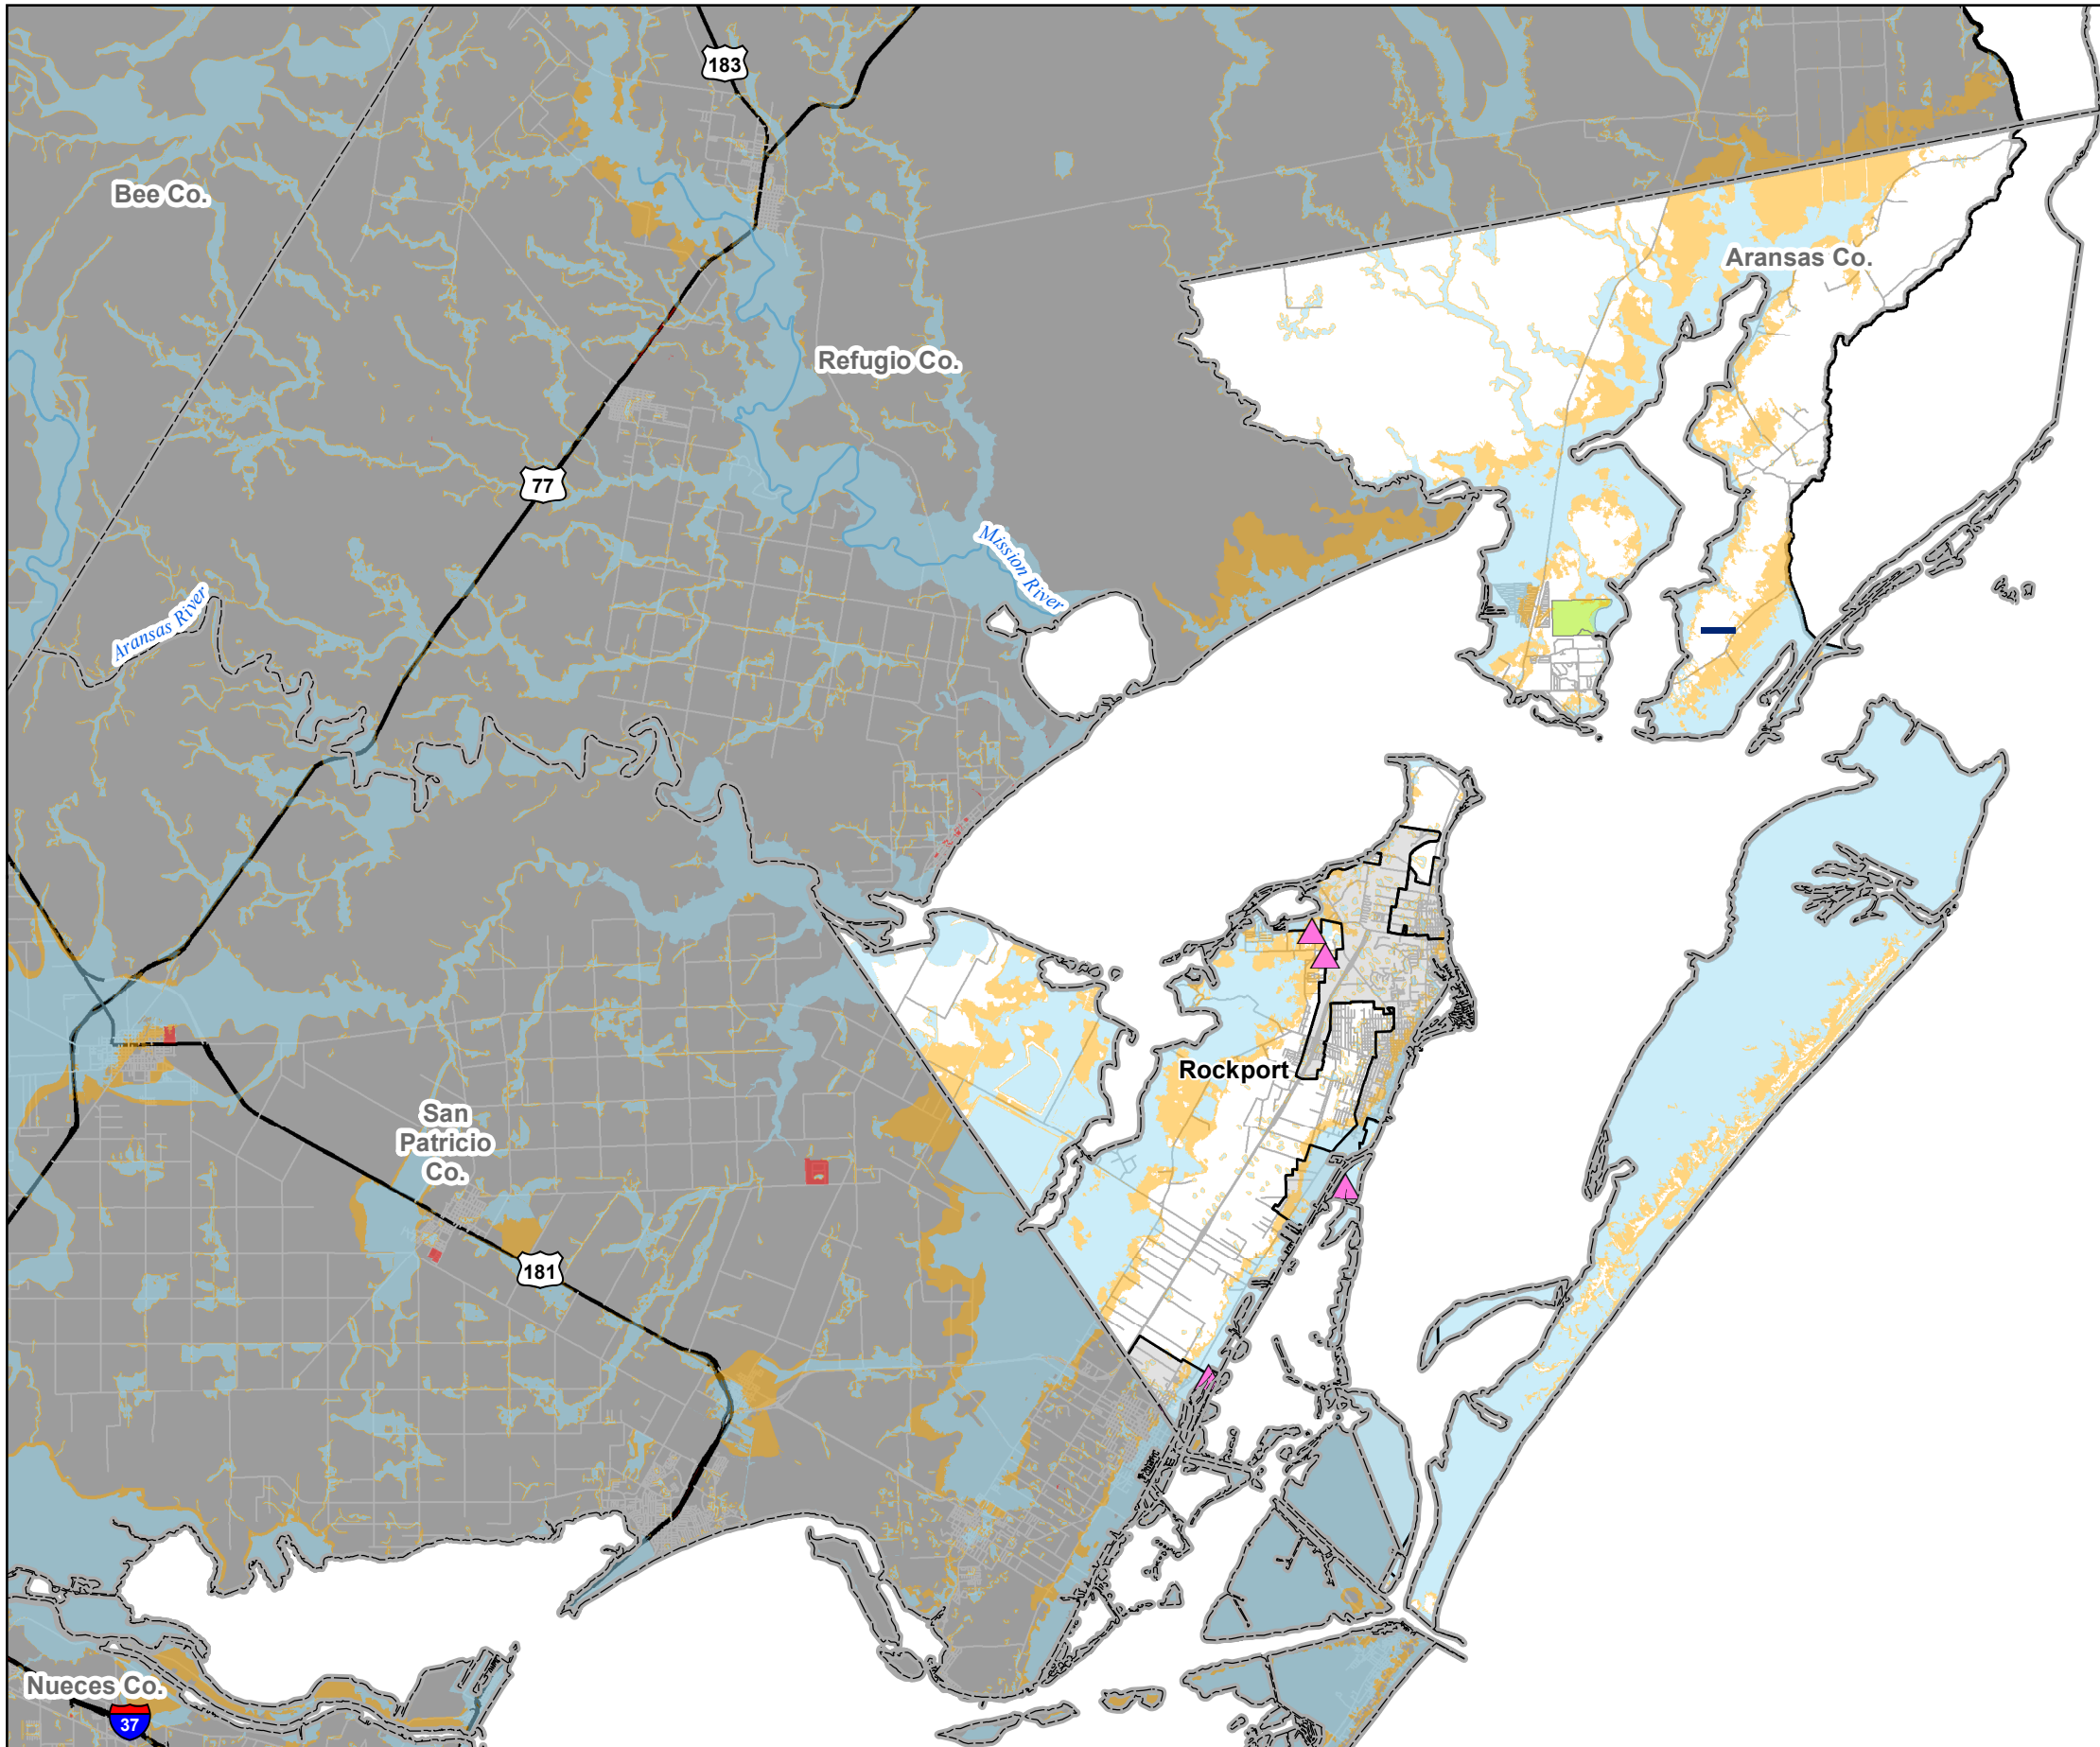 183
Bee Co.
Aransas Co.
Refugio Co.
77
Mission River
Aransas River
Rockport
San
Patricio
Co.
181
Nueces Co.
37